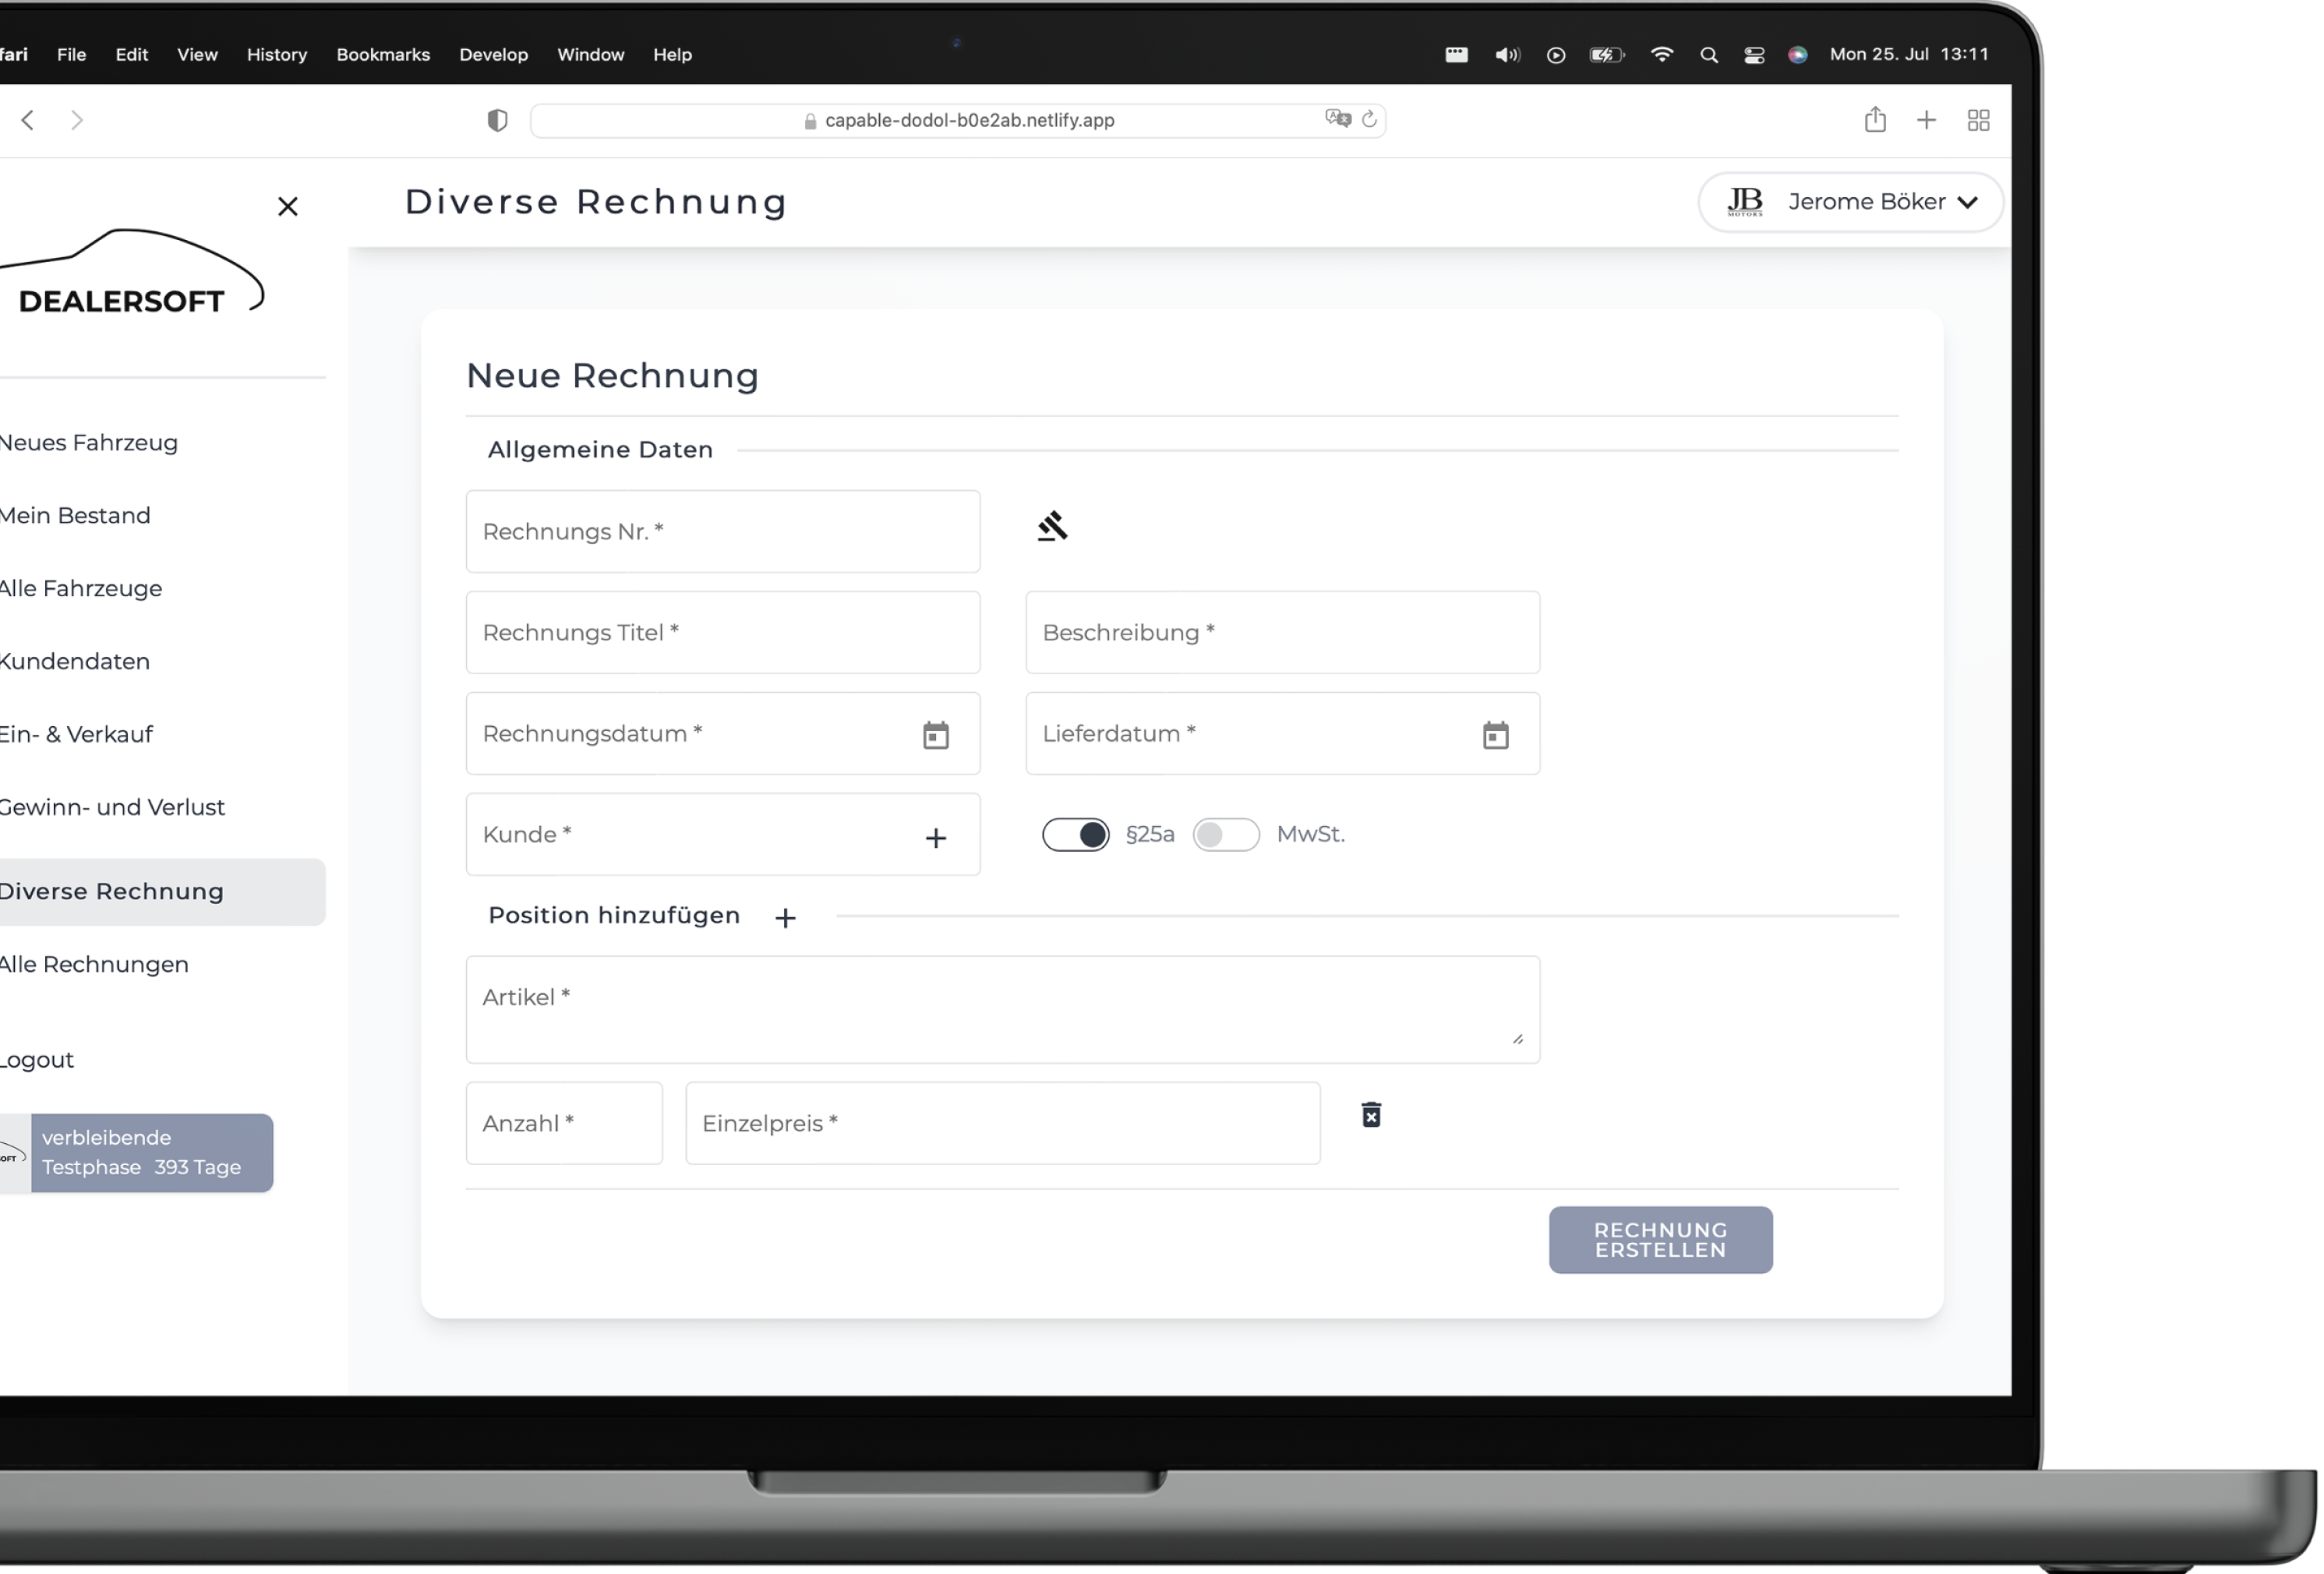 fari File Edit View History Bookmarks Develop Window Help Mon 25. Jul 13:11
capable-dodol-b0e2ab.netlify.app
Diverse Rechnung
JB MOTORS Jerome Böker
DEALERSOFT
Neues Fahrzeug
Mein Bestand
Alle Fahrzeuge
Kundendaten
Ein- & Verkauf
Gewinn- und Verlust
Diverse Rechnung
Alle Rechnungen
Logout
OFT
verbleibende
Testphase 393 Tage
Neue Rechnung
Allgemeine Daten
Rechnungs Nr. *
Rechnungs Titel *
Beschreibung *
Rechnungsdatum *
Lieferdatum *
Kunde *
§25a
MwSt.
Position hinzufügen +
Artikel *
Anzahl *
Einzelpreis *
RECHNUNG
ERSTELLEN